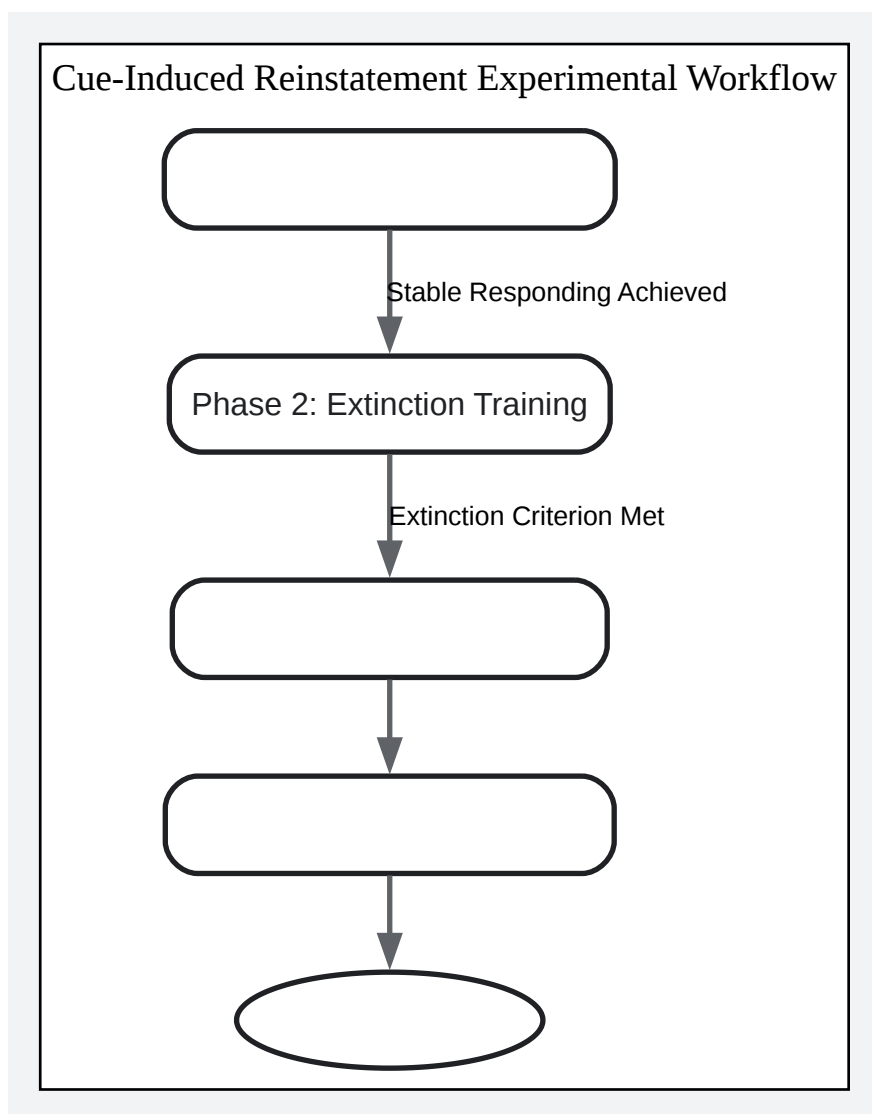 Cue-Induced Reinstatement Experimental Workflow
Stable Responding Achieved
Phase 2: Extinction Training
Extinction Criterion Met